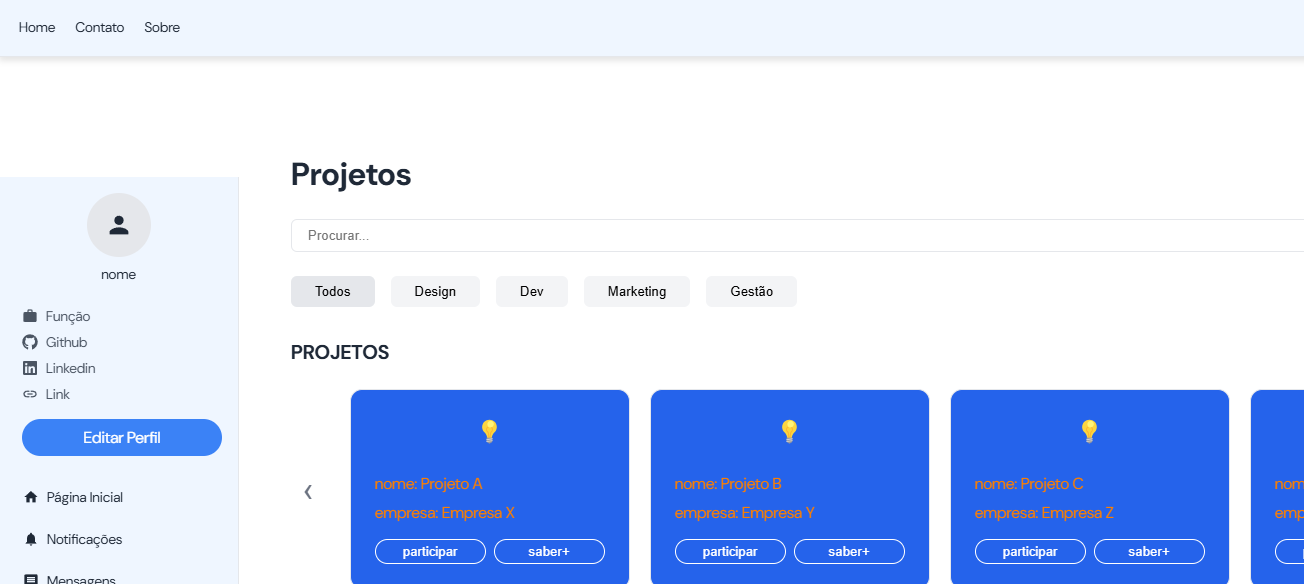 Home Contato Sobre
Projetos
Procurar...
Todos Design Dev Marketing Gestão
PROJETOS
nome
Função
Github
Linkedin
Link
Editar Perfil
Página Inicial
Notificações
Mensagens
nome: Projeto A
empresa: Empresa X
participar saber+
nome: Projeto B
empresa: Empresa Y
participar saber+
nome: Projeto C
empresa: Empresa Z
participar saber+